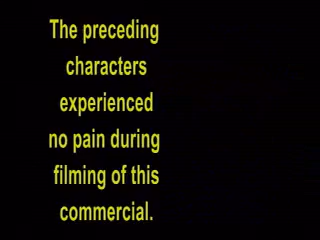 The preceding
characters
experienced
no pain during
filming of this
commercial.